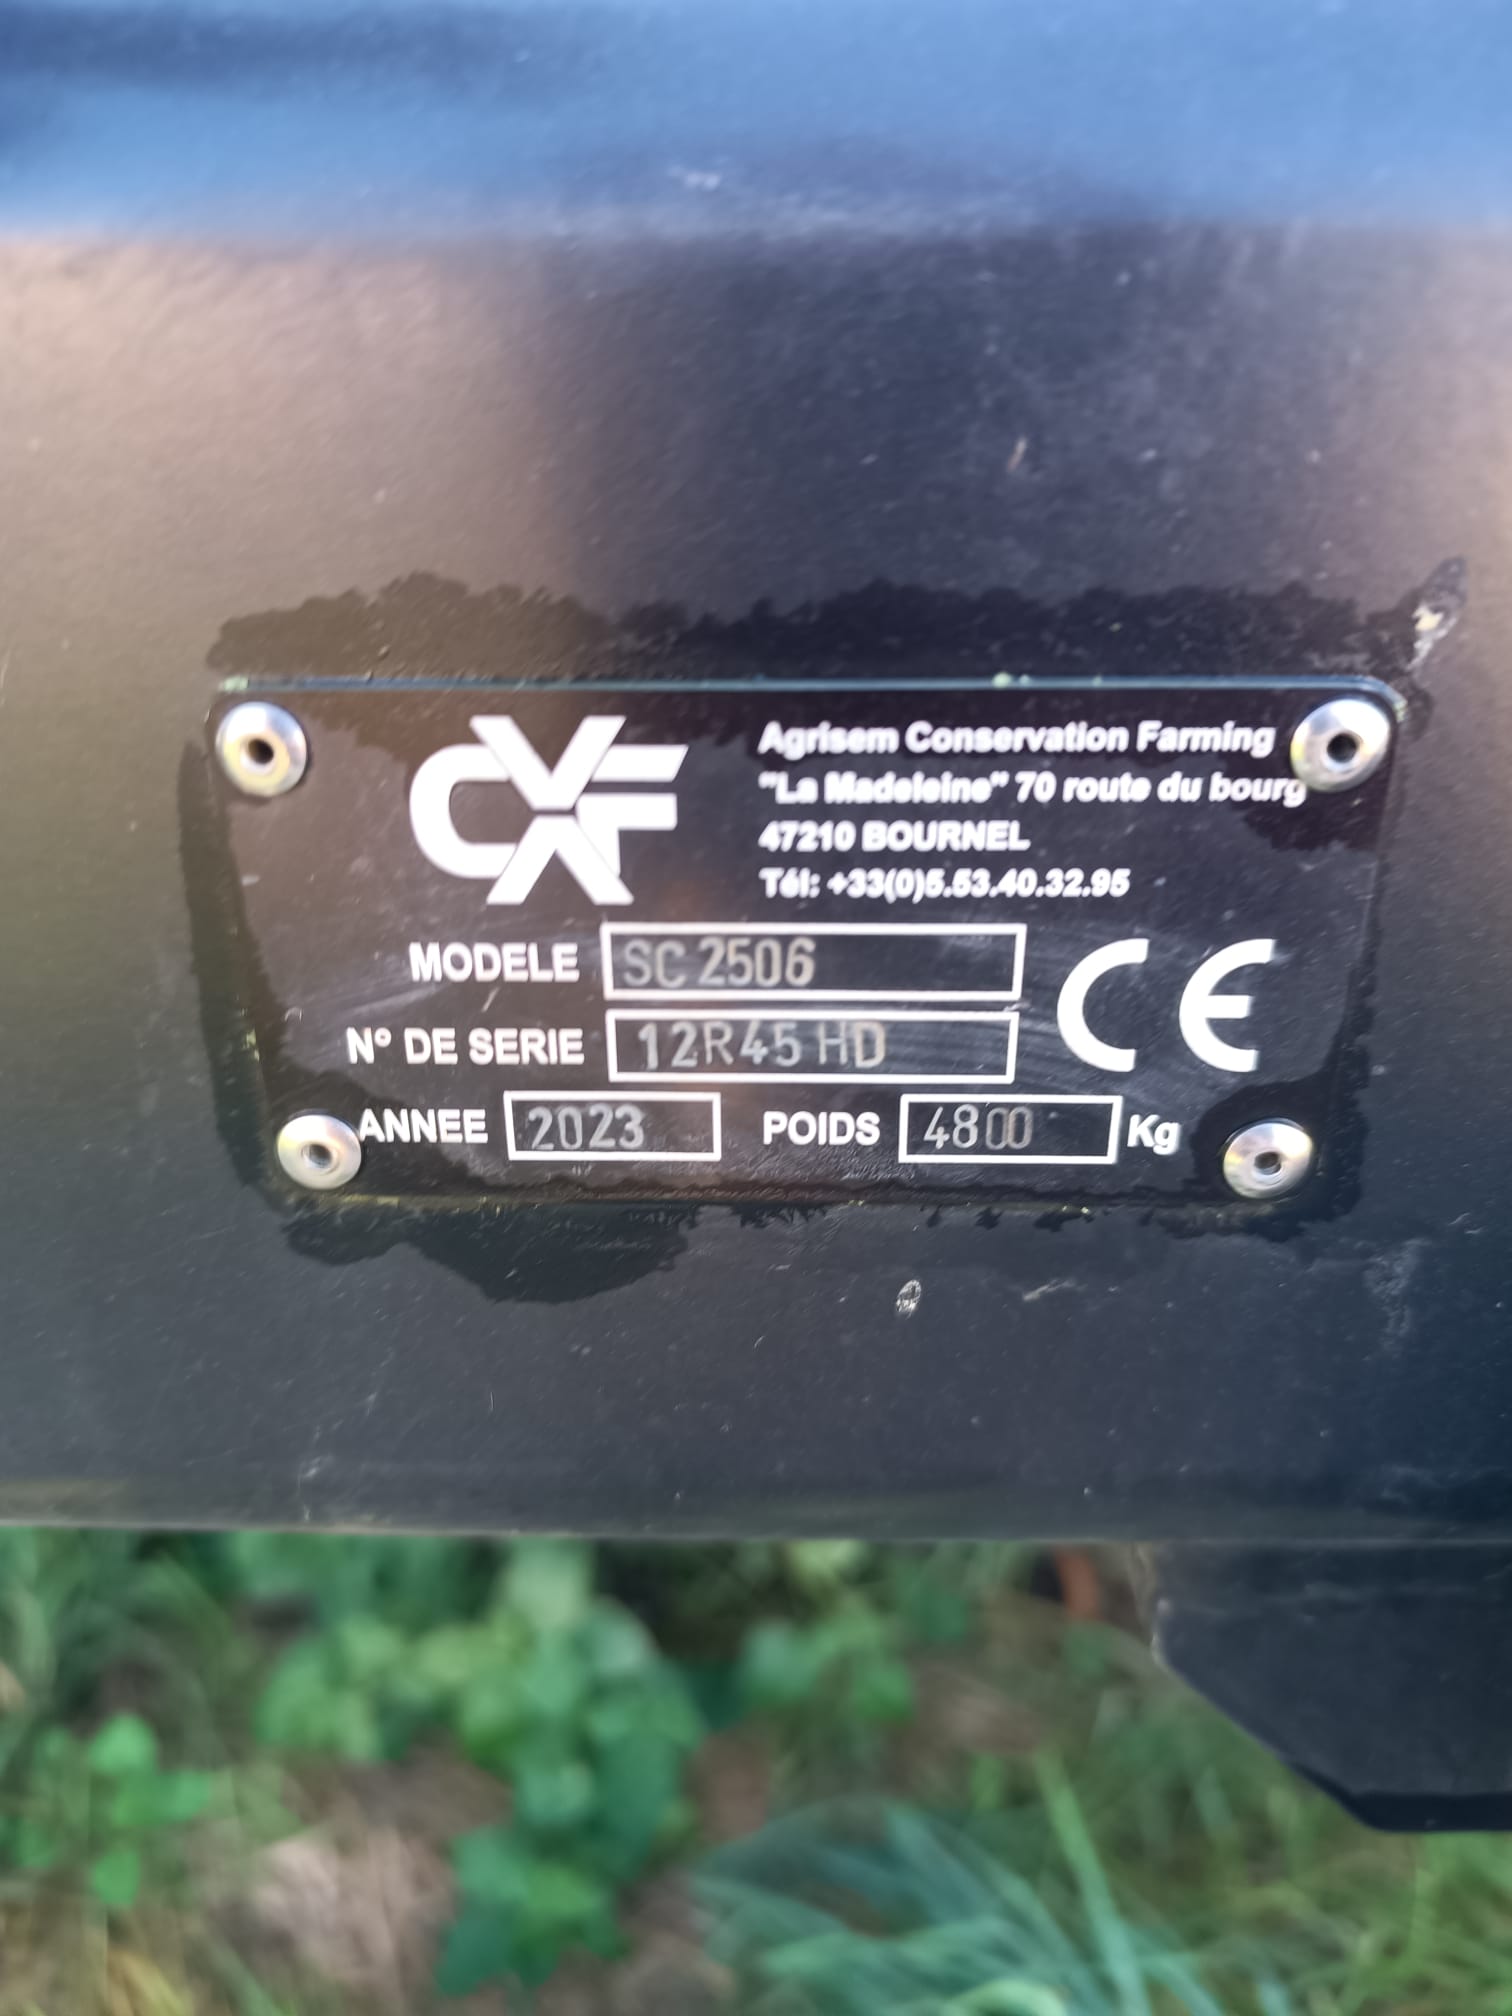 CXF
Agrisem Conservation Farming
"La Madeleine" 70 route du bourg
47210 BOURNEL
Tél: +33(0)5.53.40.32.95
MODELE SC 2506
N° DE SERIE 12R45 HD
CE
ANNEE 2023 POIDS 4800 Kg